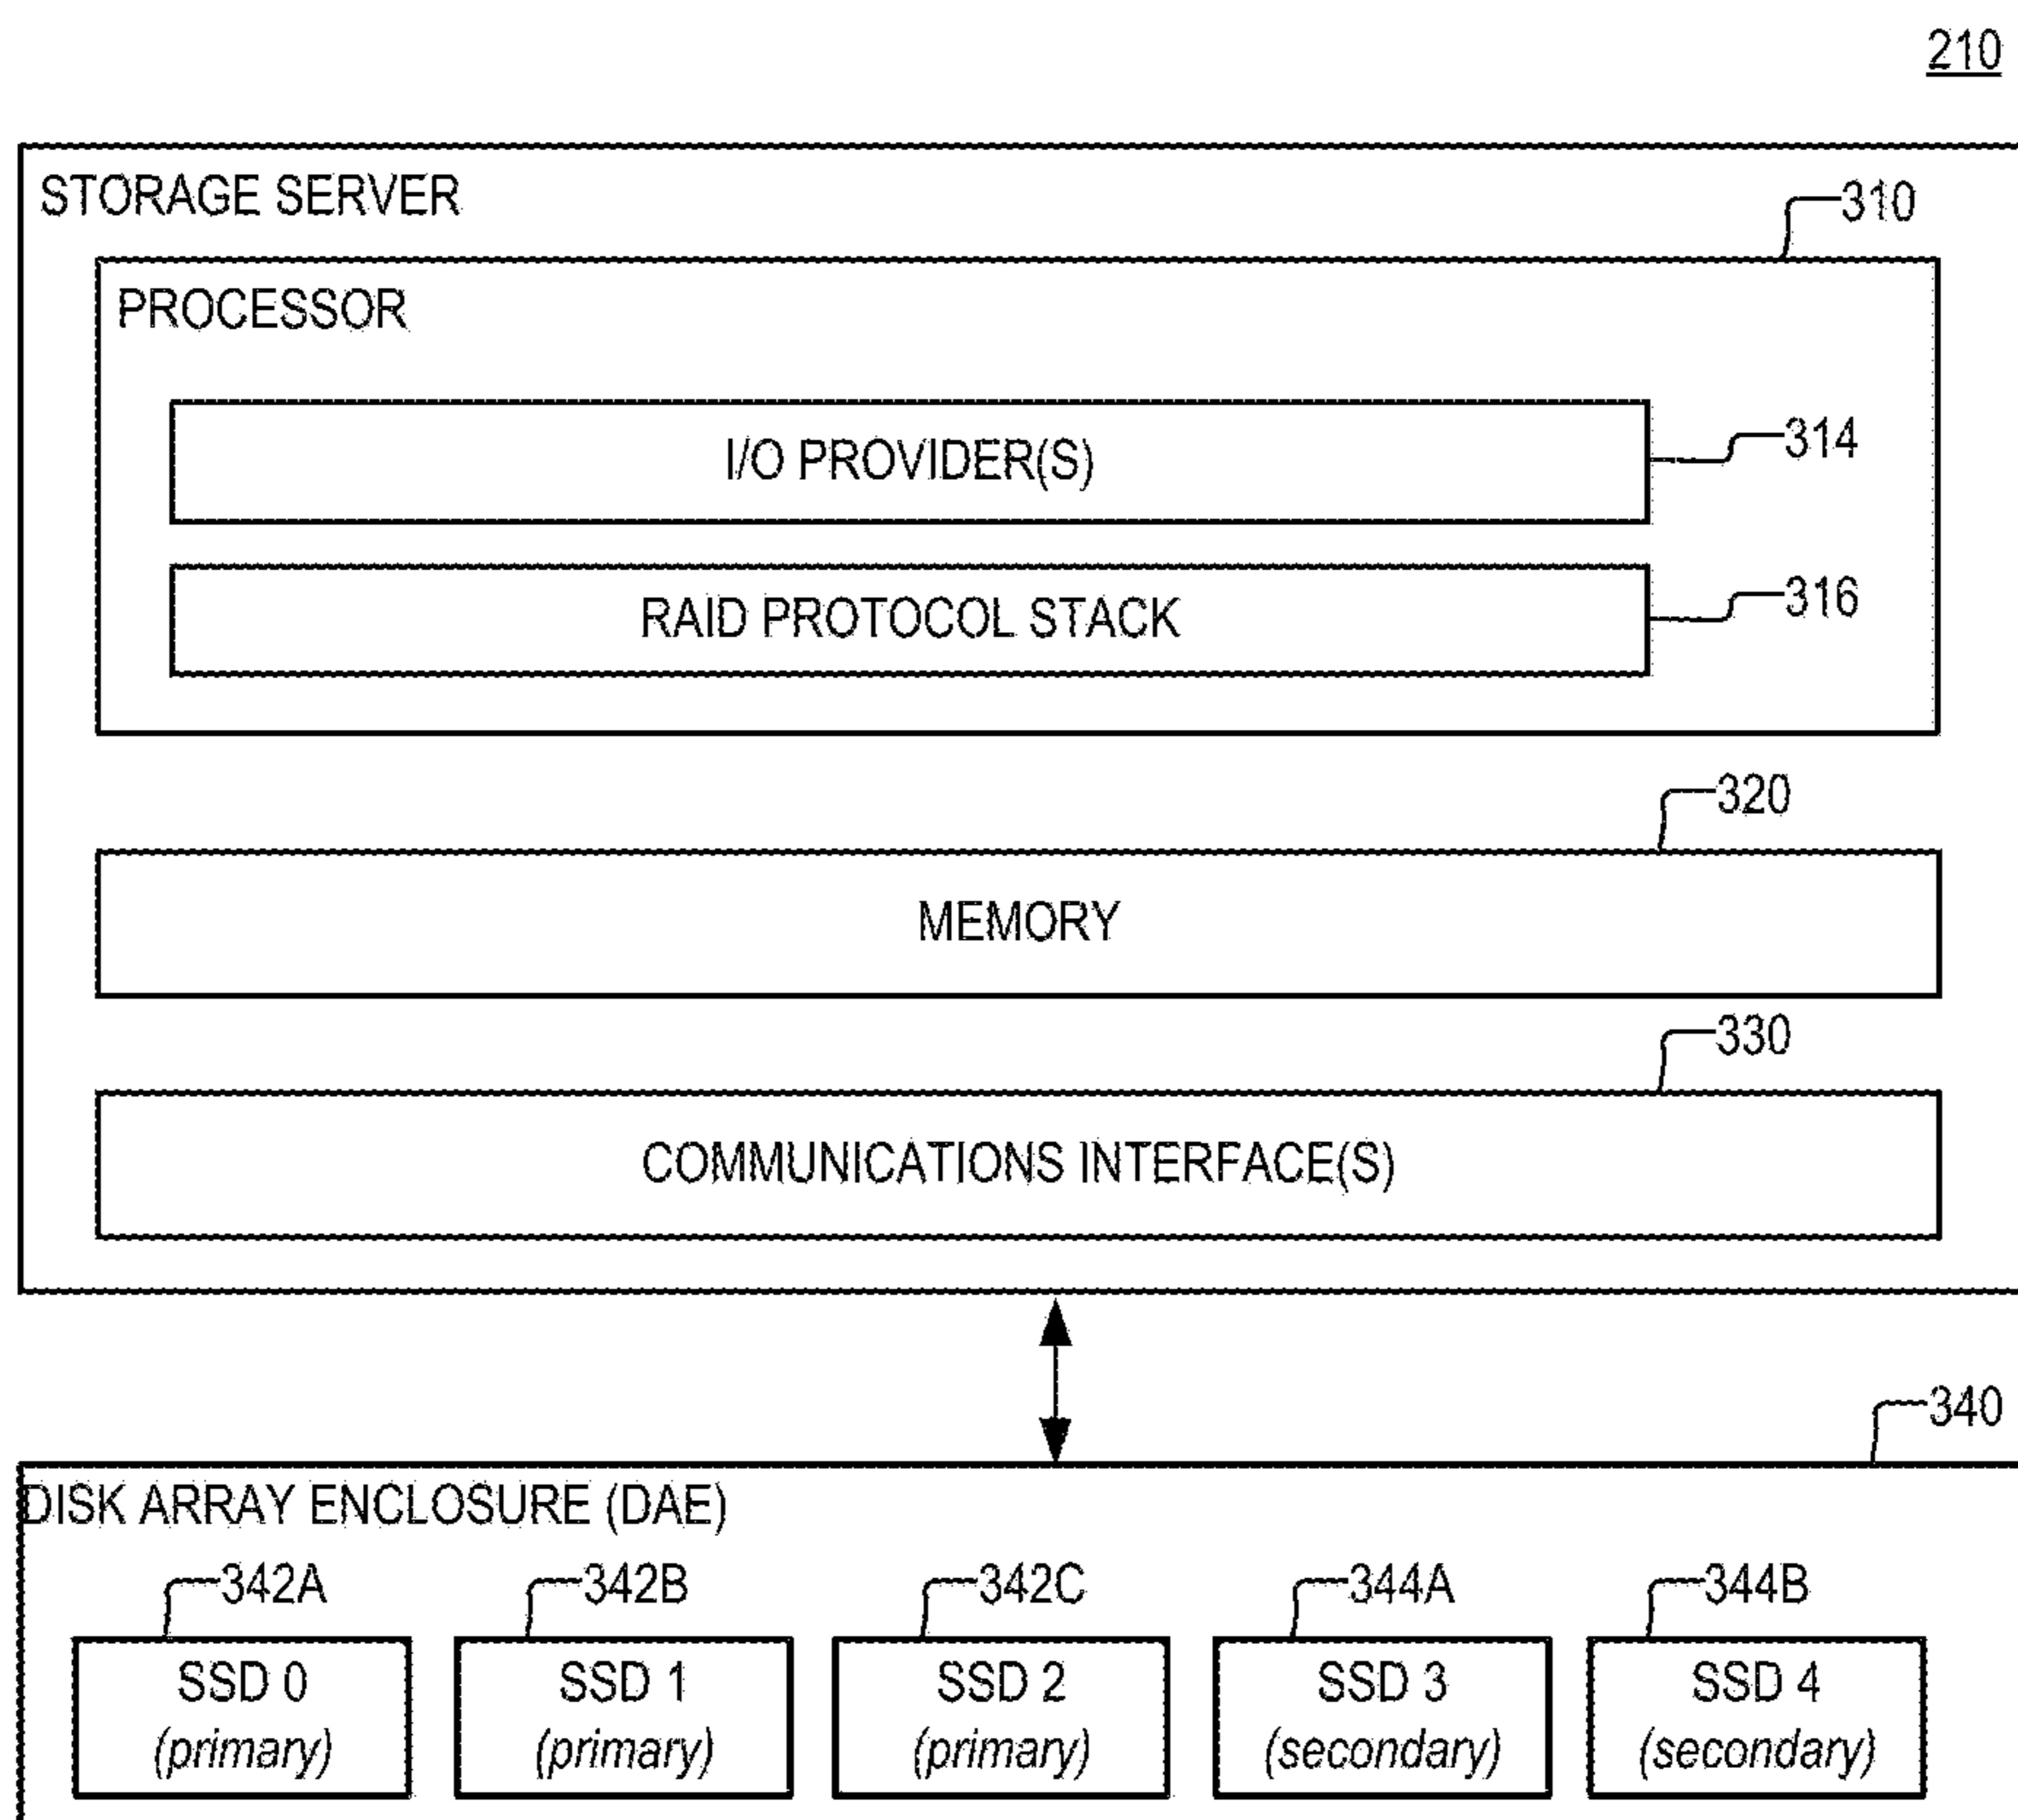 210
STORAGE SERVER
310
PROCESSOR
I/O PROVIDER(S)
314
RAID PROTOCOL STACK
316
320
MEMORY
330
COMMUNICATIONS INTERFACE(S)
340
DISK ARRAY ENCLOSURE (DAE)
342A 342B 342C 344A 344B
SSD 0 SSD 1 SSD 2 SSD 3 SSD 4
(primary) (primary) (primary) (secondary) (secondary)